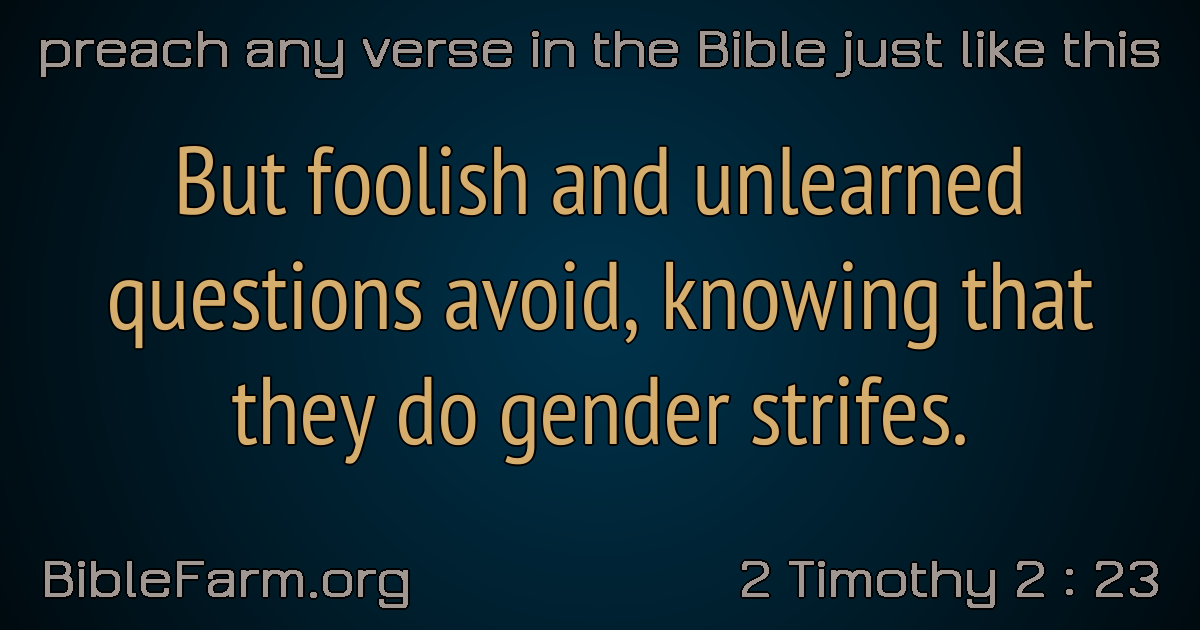 preach any verse in the Bible just like this
But foolish and unlearned
questions avoid, knowing that
they do gender strifes.
BibleFarm.org
2 Timothy 2 : 23